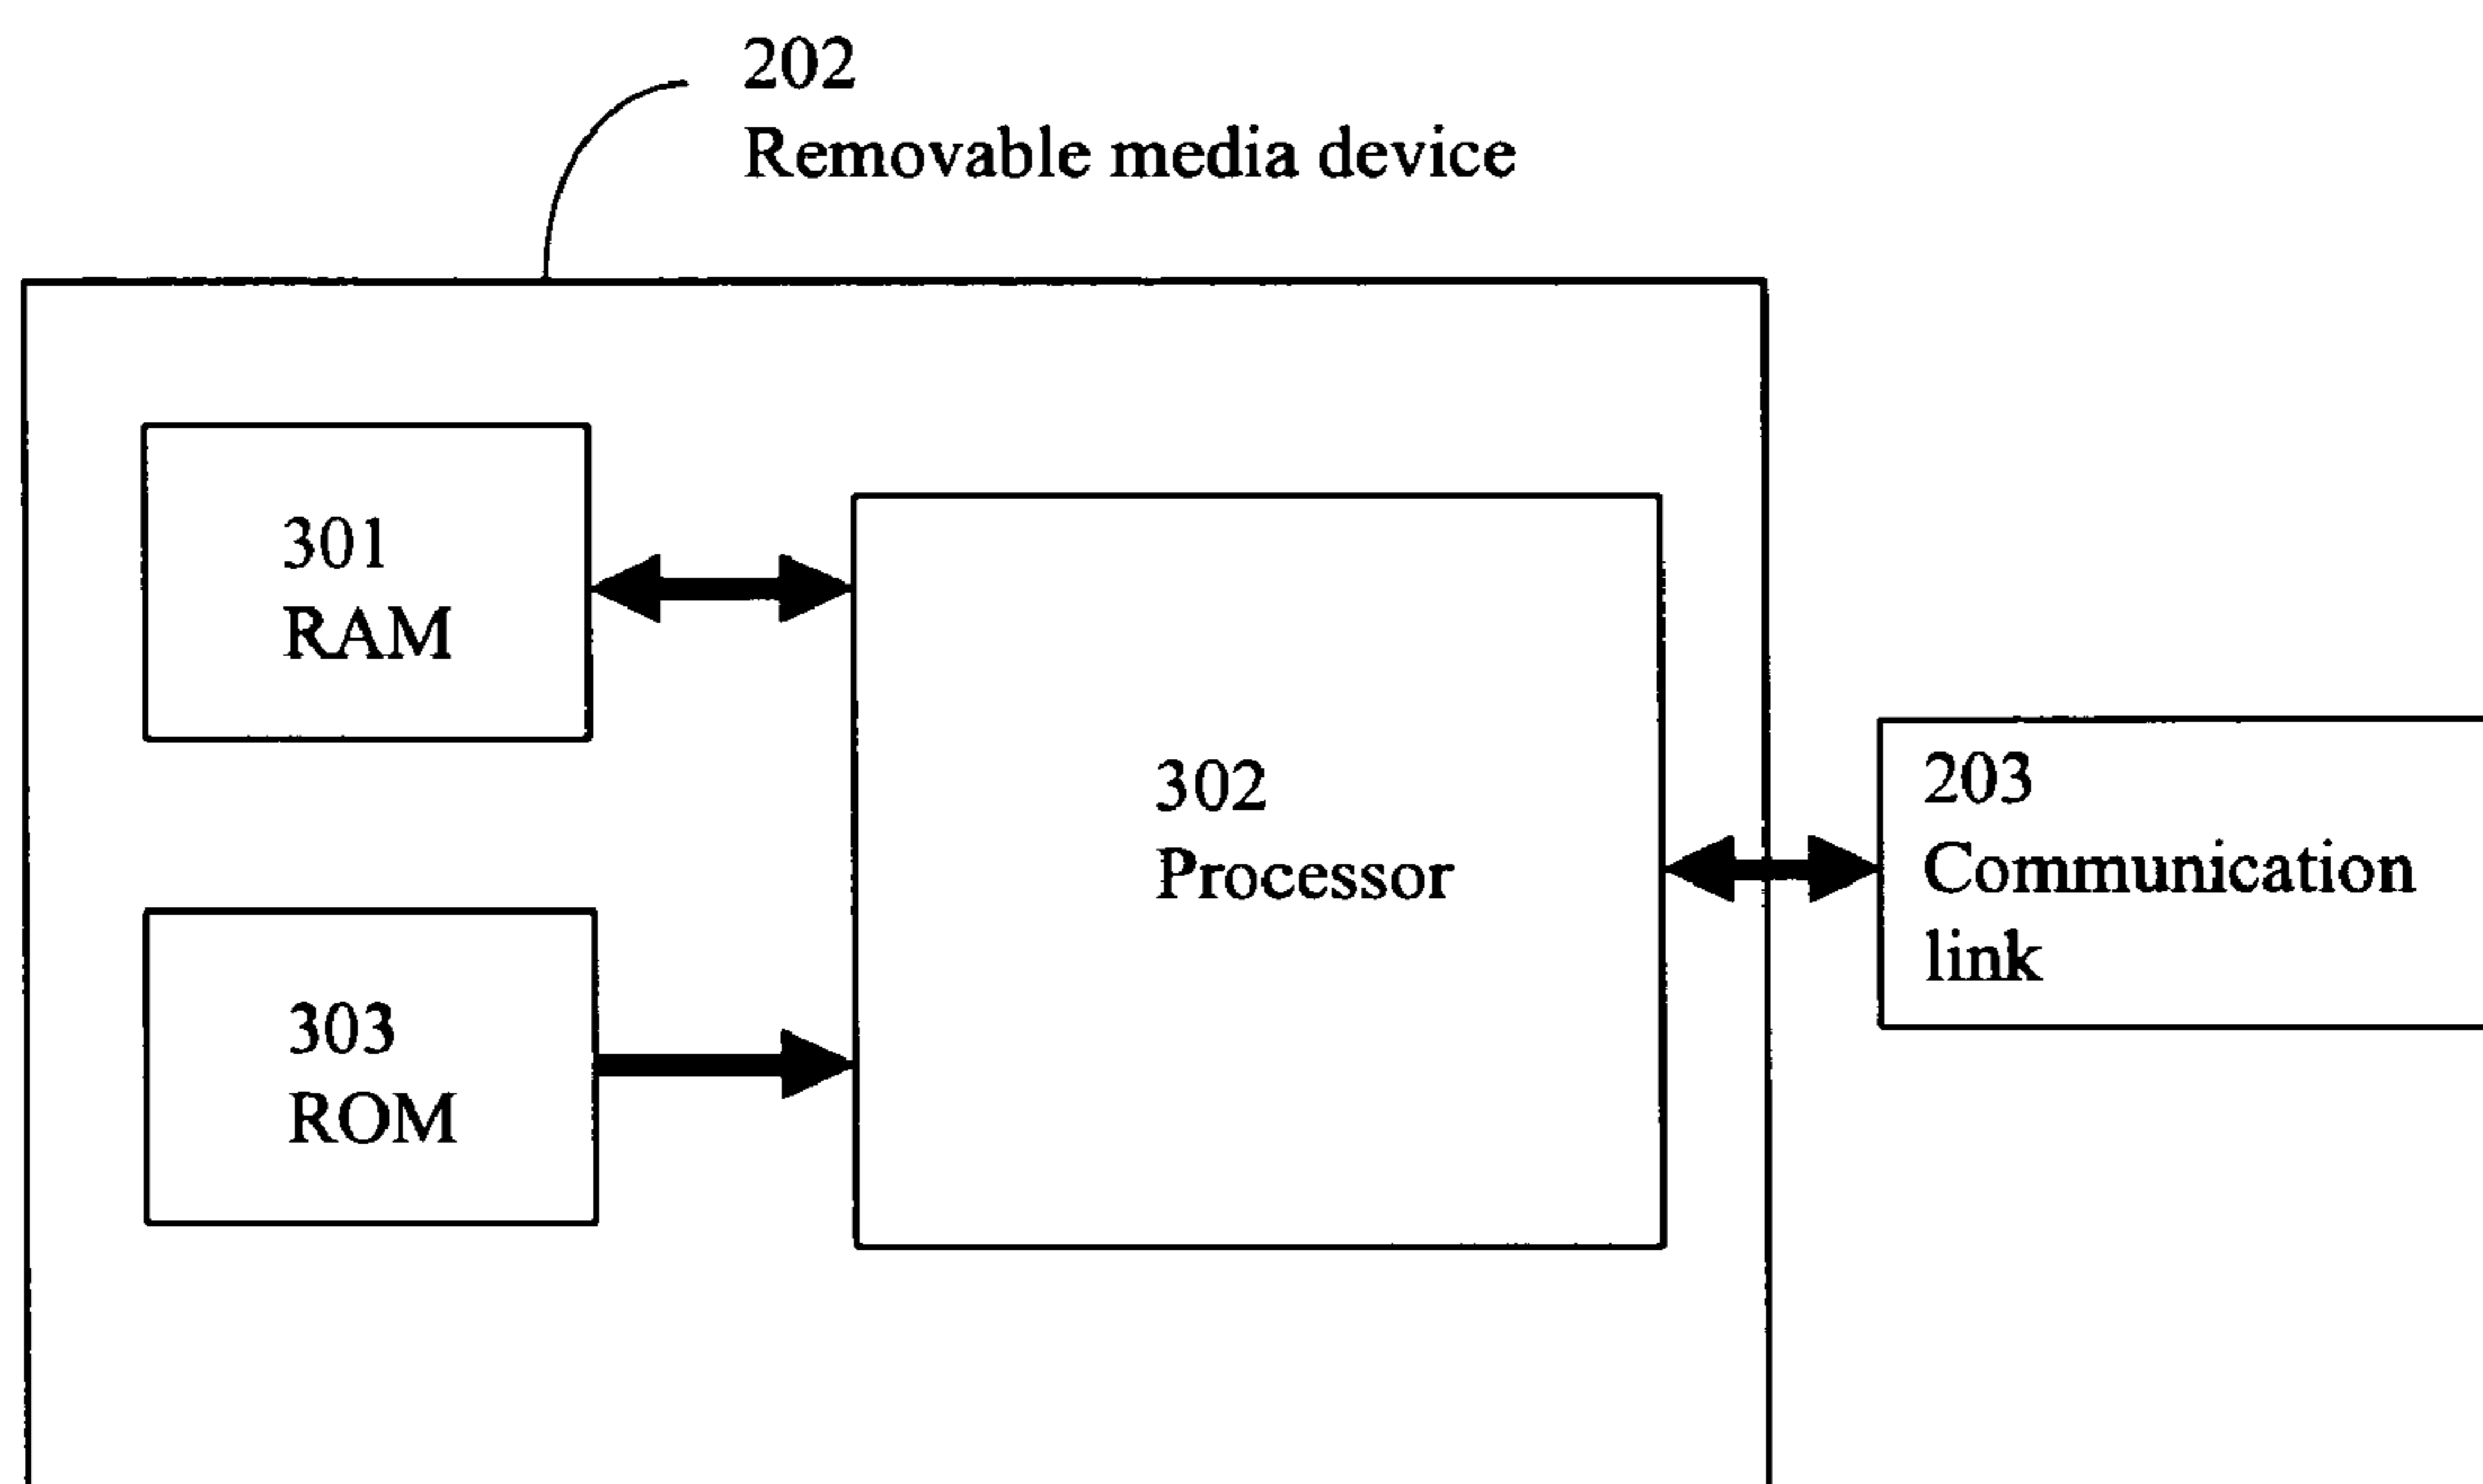 202
Removable media device
301
RAM
302
Processor
203
Communication
link
303
ROM